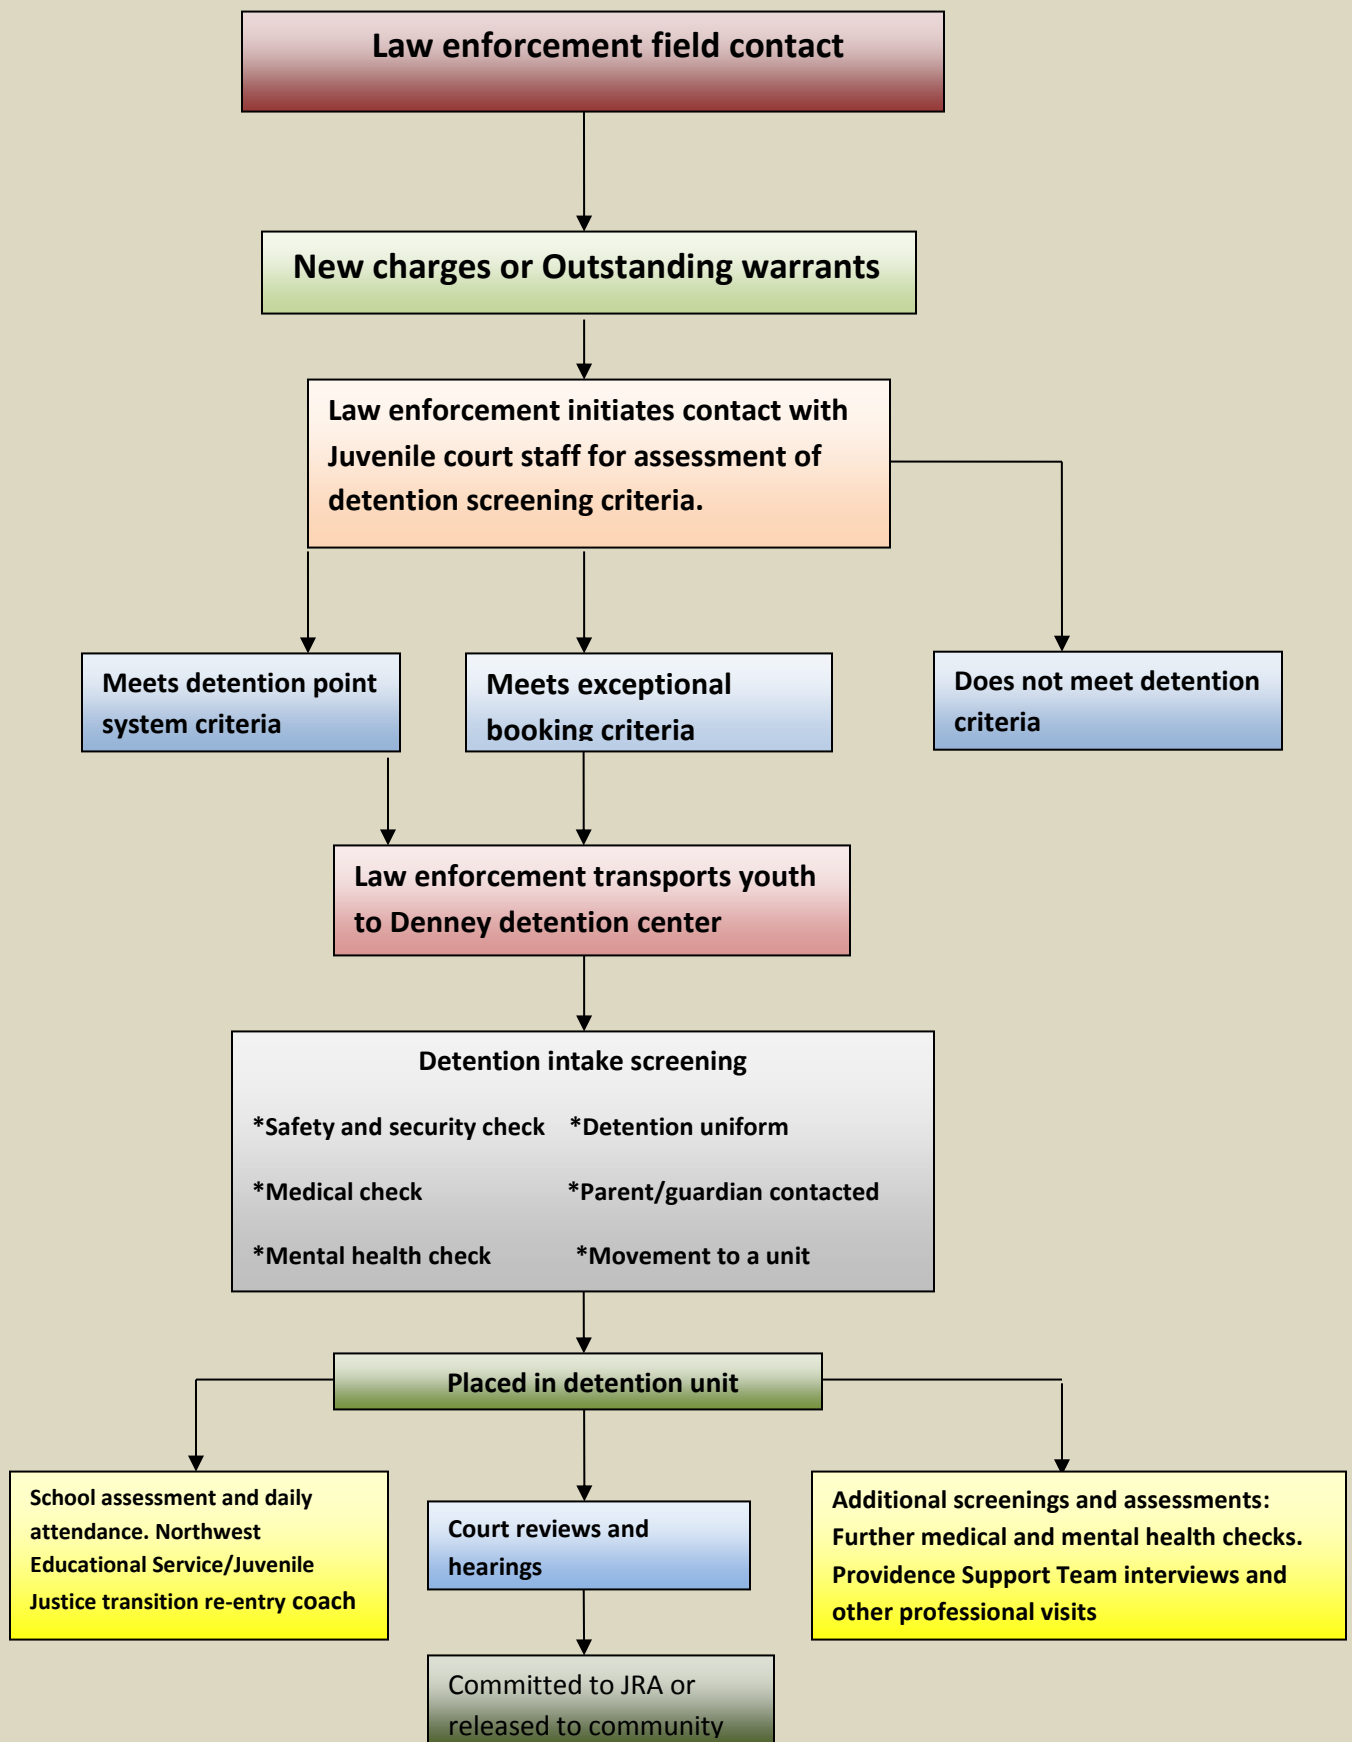 Law enforcement field contact
New charges or Outstanding warrants
Law enforcement initiates contact with
Juvenile court staff for assessment of
detention screening criteria.
Meets detention point
system criteria
Meets exceptional
booking criteria
Does not meet detention
criteria
Law enforcement transports youth
to Denney detention center
Detention intake screening
*Safety and security check *Detention uniform
*Medical check *Parent/guardian contacted
*Mental health check *Movement to a unit
Placed in detention unit
School assessment and daily
attendance. Northwest
Educational Service/Juvenile
Justice transition re-entry coach
Court reviews and
hearings
Additional screenings and assessments:
Further medical and mental health checks.
Providence Support Team interviews and
other professional visits
Committed to JRA or
released to community